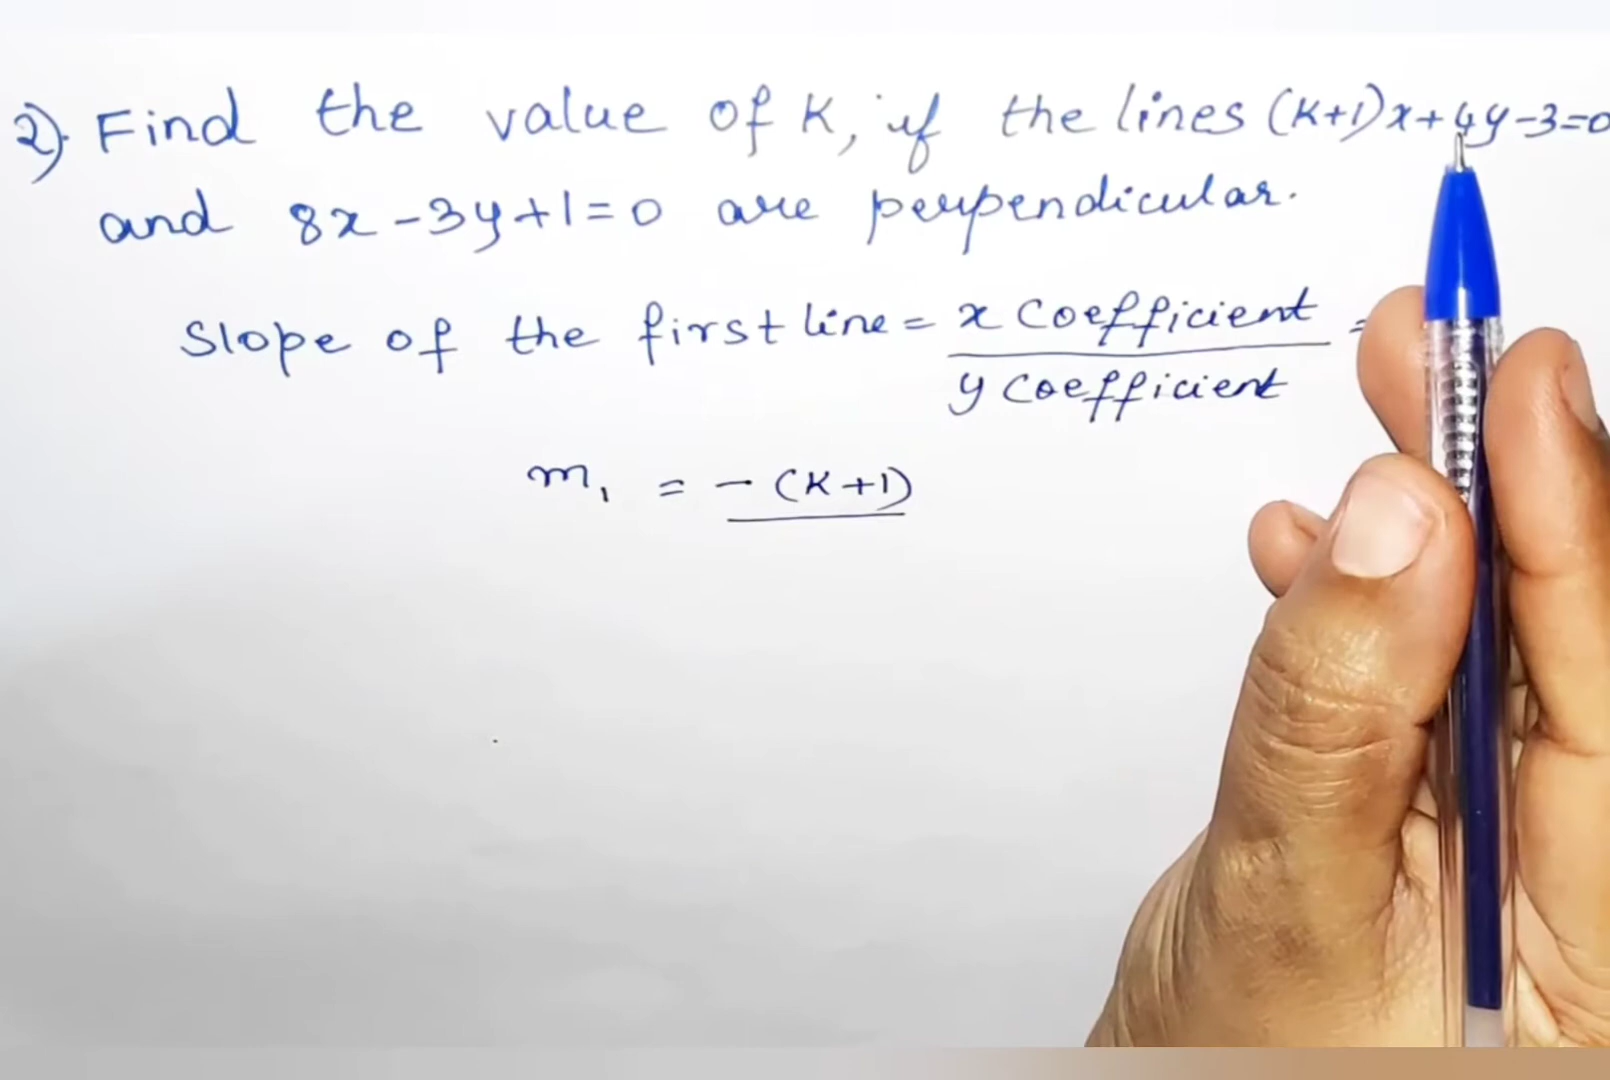 2) Find the value of K, if the lines (K+1)x+4y-3=0
and 8x-3y+1=0 are perpendicular.
Slope of the first line = x coefficient =
y coefficient
m₁ = -(K+1)